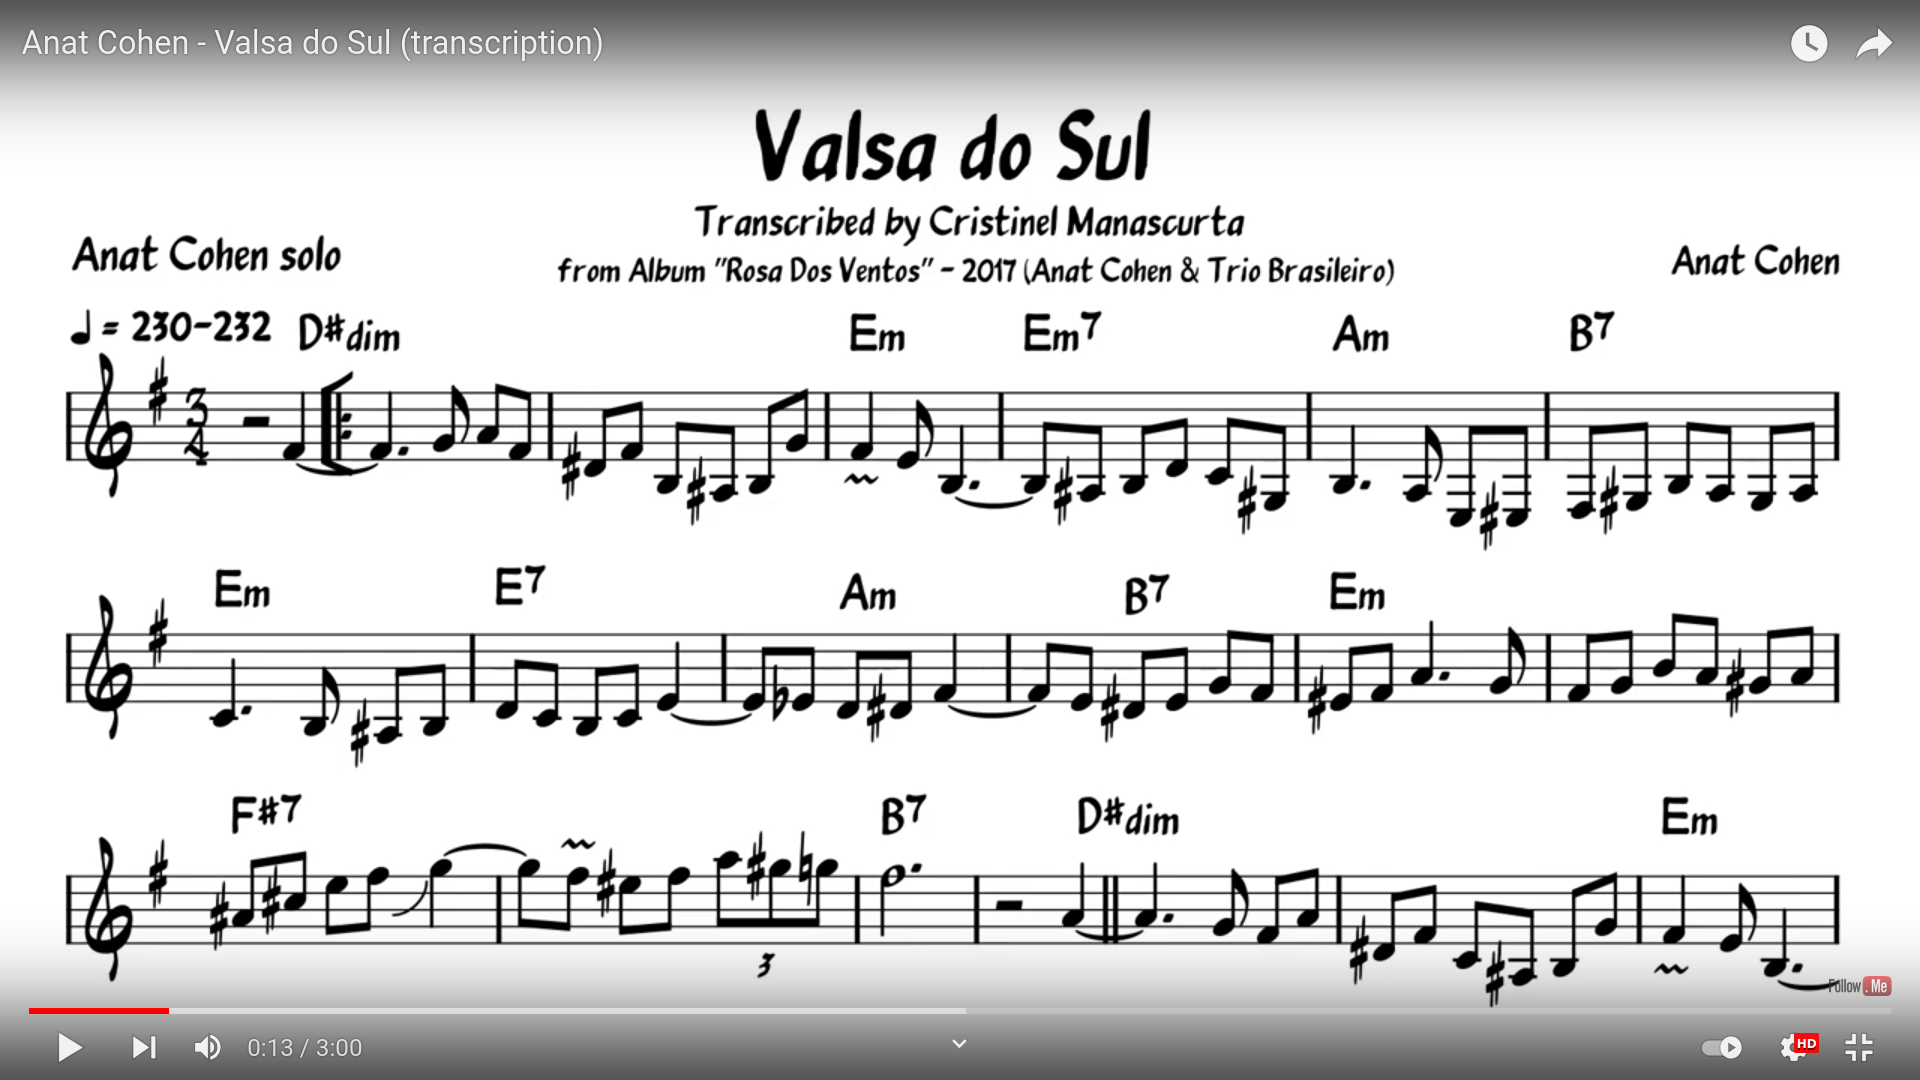 Anat Cohen - Valsa do Sul (transcription)
Valsa do Sul
Transcribed by Cristinel Manascurta
Anat Cohen solo
from Album "Rosa Dos Ventos" - 2017 (Anat Cohen & Trio Brasileiro)
Anat Cohen
♩ = 230-232 D#dim Em Em7 Am B7
3
4
Em E7 Am B7 Em
F#7 B7 D#dim Em
3
Follow.Me
0:13 / 3:00
HD